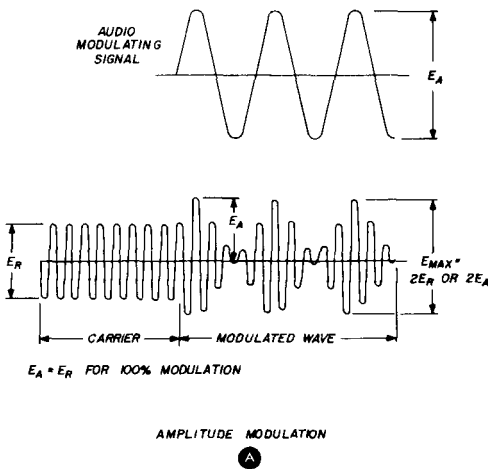 AUDIO
MODULATING
SIGNAL
EA
ER
EA
EMAX=
2ER OR 2EA
CARRIER
MODULATED WAVE
EA = ER FOR 100% MODULATION
AMPLITUDE MODULATION
A